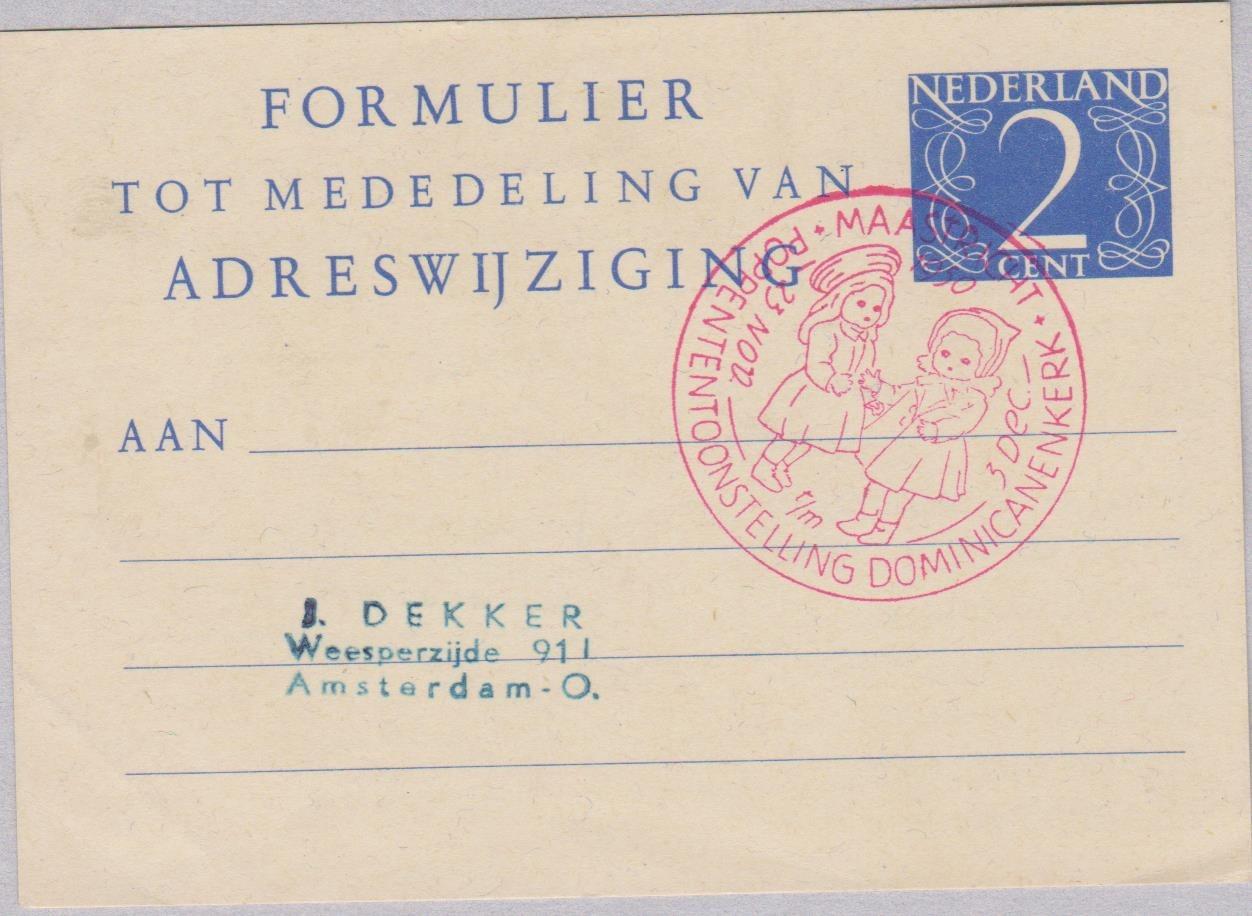 FORMULIER
TOT MEDEDELING VAN
ADRESWIJZIGING
NEDERLAND
2
CENT
MAASTRICHT
POPPENTENTOONSTELLING DOMINICANENKERK
23 NOV.
t/m
3 DEC.
1950
AAN
J. DEKKER
Weesperzijde 91 I
Amsterdam-O.